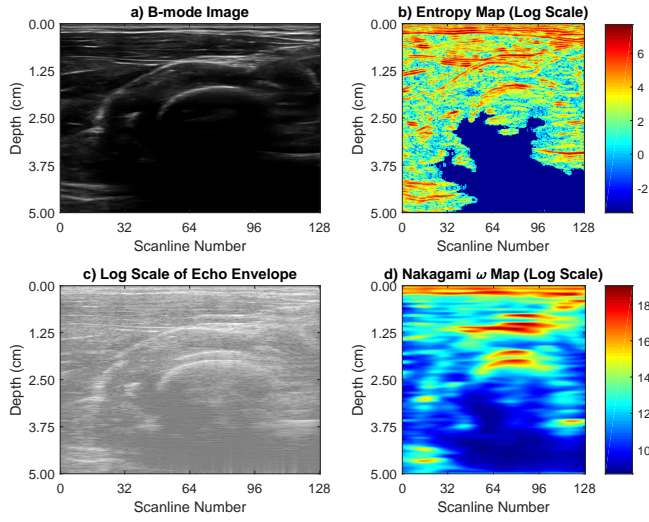 a) B-mode Image
0.00
1.25
2.50
3.75
5.00
Depth (cm)
0 32 64 96 128
Scanline Number
b) Entropy Map (Log Scale)
0.00
1.25
2.50
3.75
5.00
Depth (cm)
0 32 64 96 128
Scanline Number
6
4
2
0
-2
c) Log Scale of Echo Envelope
0.00
1.25
2.50
3.75
5.00
Depth (cm)
0 32 64 96 128
Scanline Number
d) Nakagami ω Map (Log Scale)
0.00
1.25
2.50
3.75
5.00
Depth (cm)
0 32 64 96 128
Scanline Number
18
16
14
12
10